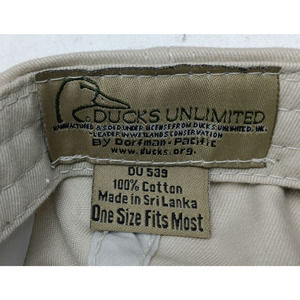 DUCKS UNLIMITED
MANUFACTURED & SOLD UNDER LICENSE FROM DUCKS UNLIMITED, INC.
LEADER IN WETLANDS CONSERVATION
By Dorfman-Pacific
www.ducks.org.
DU 539
100% Cotton
Made in Sri Lanka
One Size Fits Most